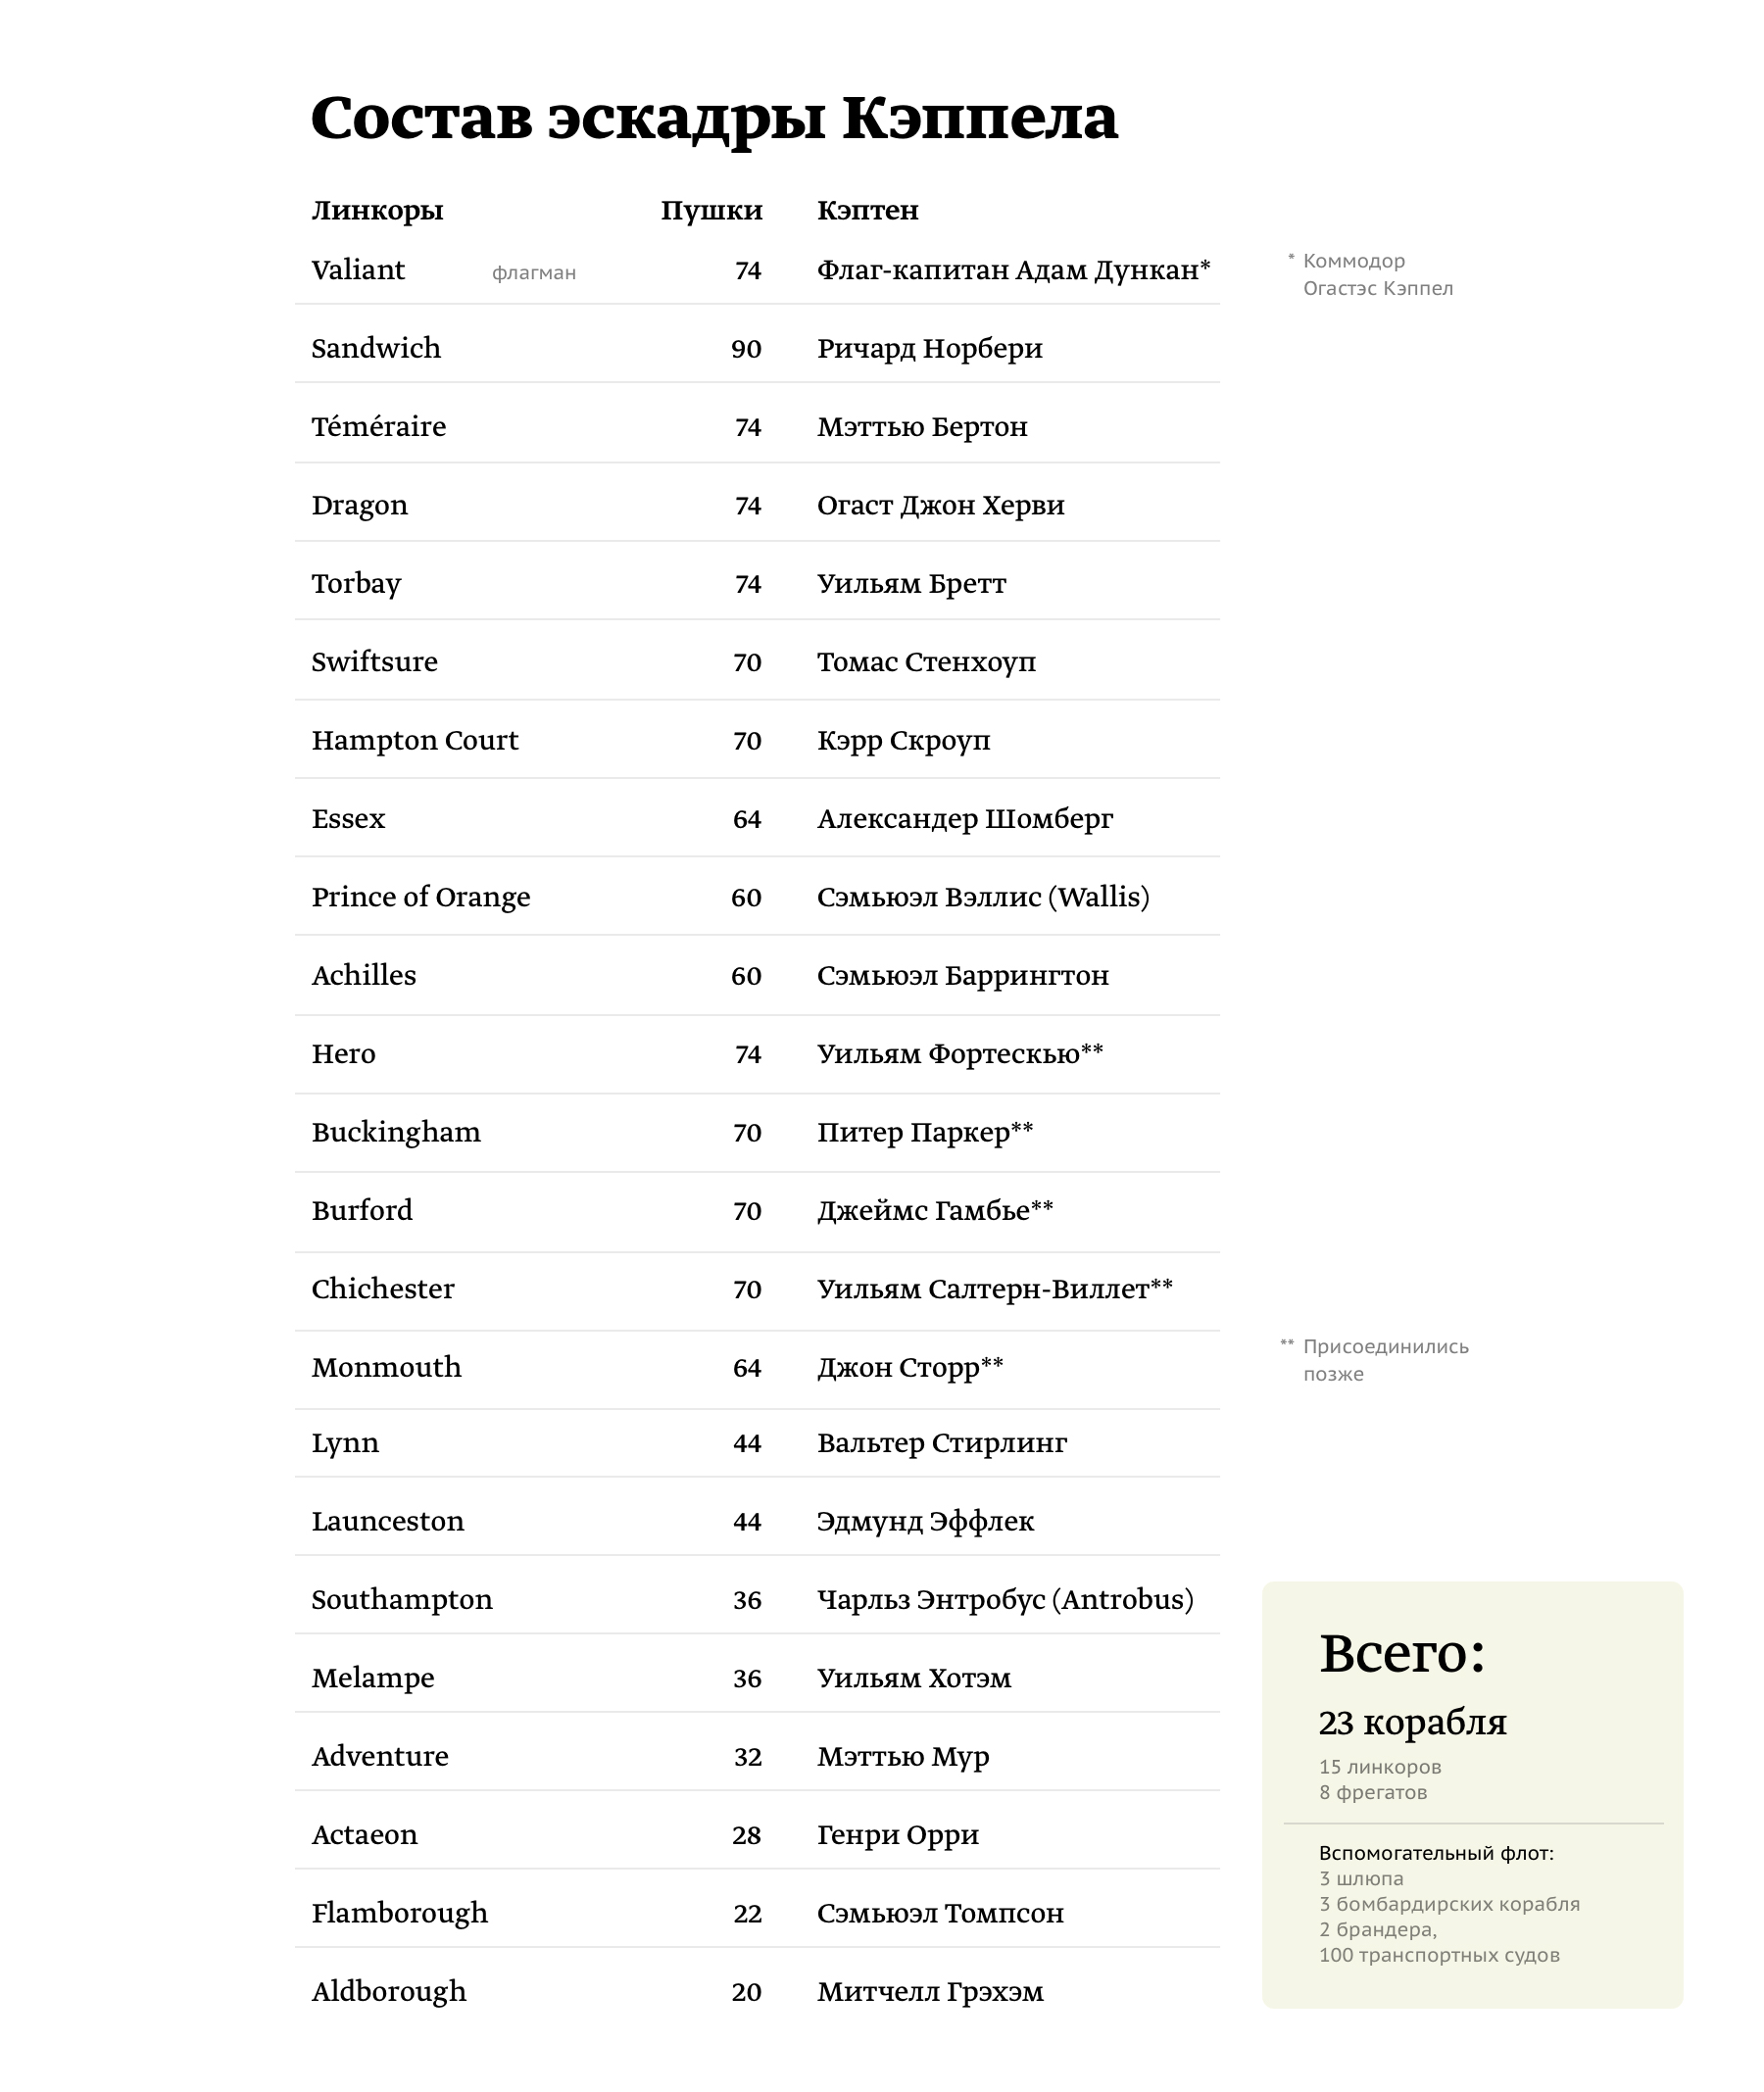 Состав эскадры Кэппела
Линкоры Пушки Кэптен
Valiant флагман 74 Флаг-капитан Адам Дункан*
* Коммодор
Огастэс Кэппел
Sandwich 90 Ричард Норбери
Téméraire 74 Мэттью Бертон
Dragon 74 Огаст Джон Херви
Torbay 74 Уильям Бретт
Swiftsure 70 Томас Стенхоуп
Hampton Court 70 Кэрр Скроуп
Essex 64 Александер Шомберг
Prince of Orange 60 Сэмьюэл Вэллис (Wallis)
Achilles 60 Сэмьюэл Баррингтон
Hero 74 Уильям Фортескью**
Buckingham 70 Питер Паркер**
Burford 70 Джеймс Гамбье**
Chichester 70 Уильям Салтерн-Виллет**
Monmouth 64 Джон Сторр**
** Присоединились
позже
Lynn 44 Вальтер Стирлинг
Launceston 44 Эдмунд Эффлек
Southampton 36 Чарльз Энтробус (Antrobus)
Melampe 36 Уильям Хотэм
Adventure 32 Мэттью Мур
Actaeon 28 Генри Орри
Flamborough 22 Сэмьюэл Томпсон
Aldborough 20 Митчелл Грэхэм
Всего:
23 корабля
15 линкоров
8 фрегатов
Вспомогательный флот:
3 шлюпа
3 бомбардирских корабля
2 брандера,
100 транспортных судов